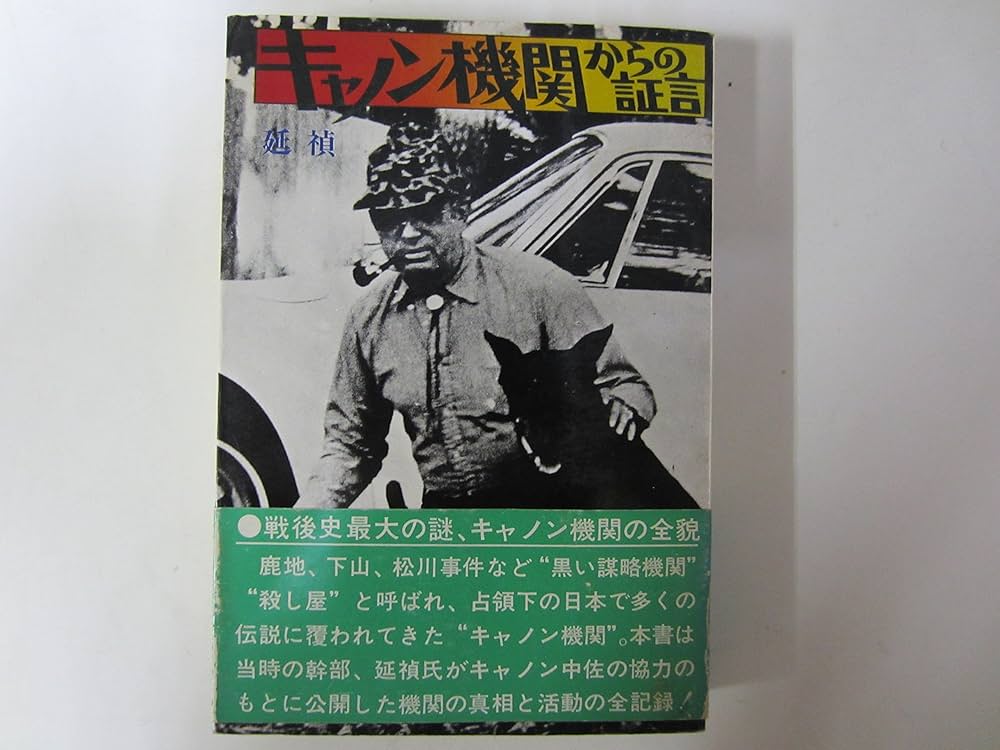 キャノン機関からの証言
延禎
●戦後史最大の謎、キャノン機関の全貌
鹿地、下山、松川事件など“黒い謀略機関”
“殺し屋”と呼ばれ、占領下の日本で多くの
伝説に覆われてきた“キャノン機関”。本書は
当時の幹部、延禎氏がキャノン中佐の協力の
もとに公開した機関の真相と活動の全記録!